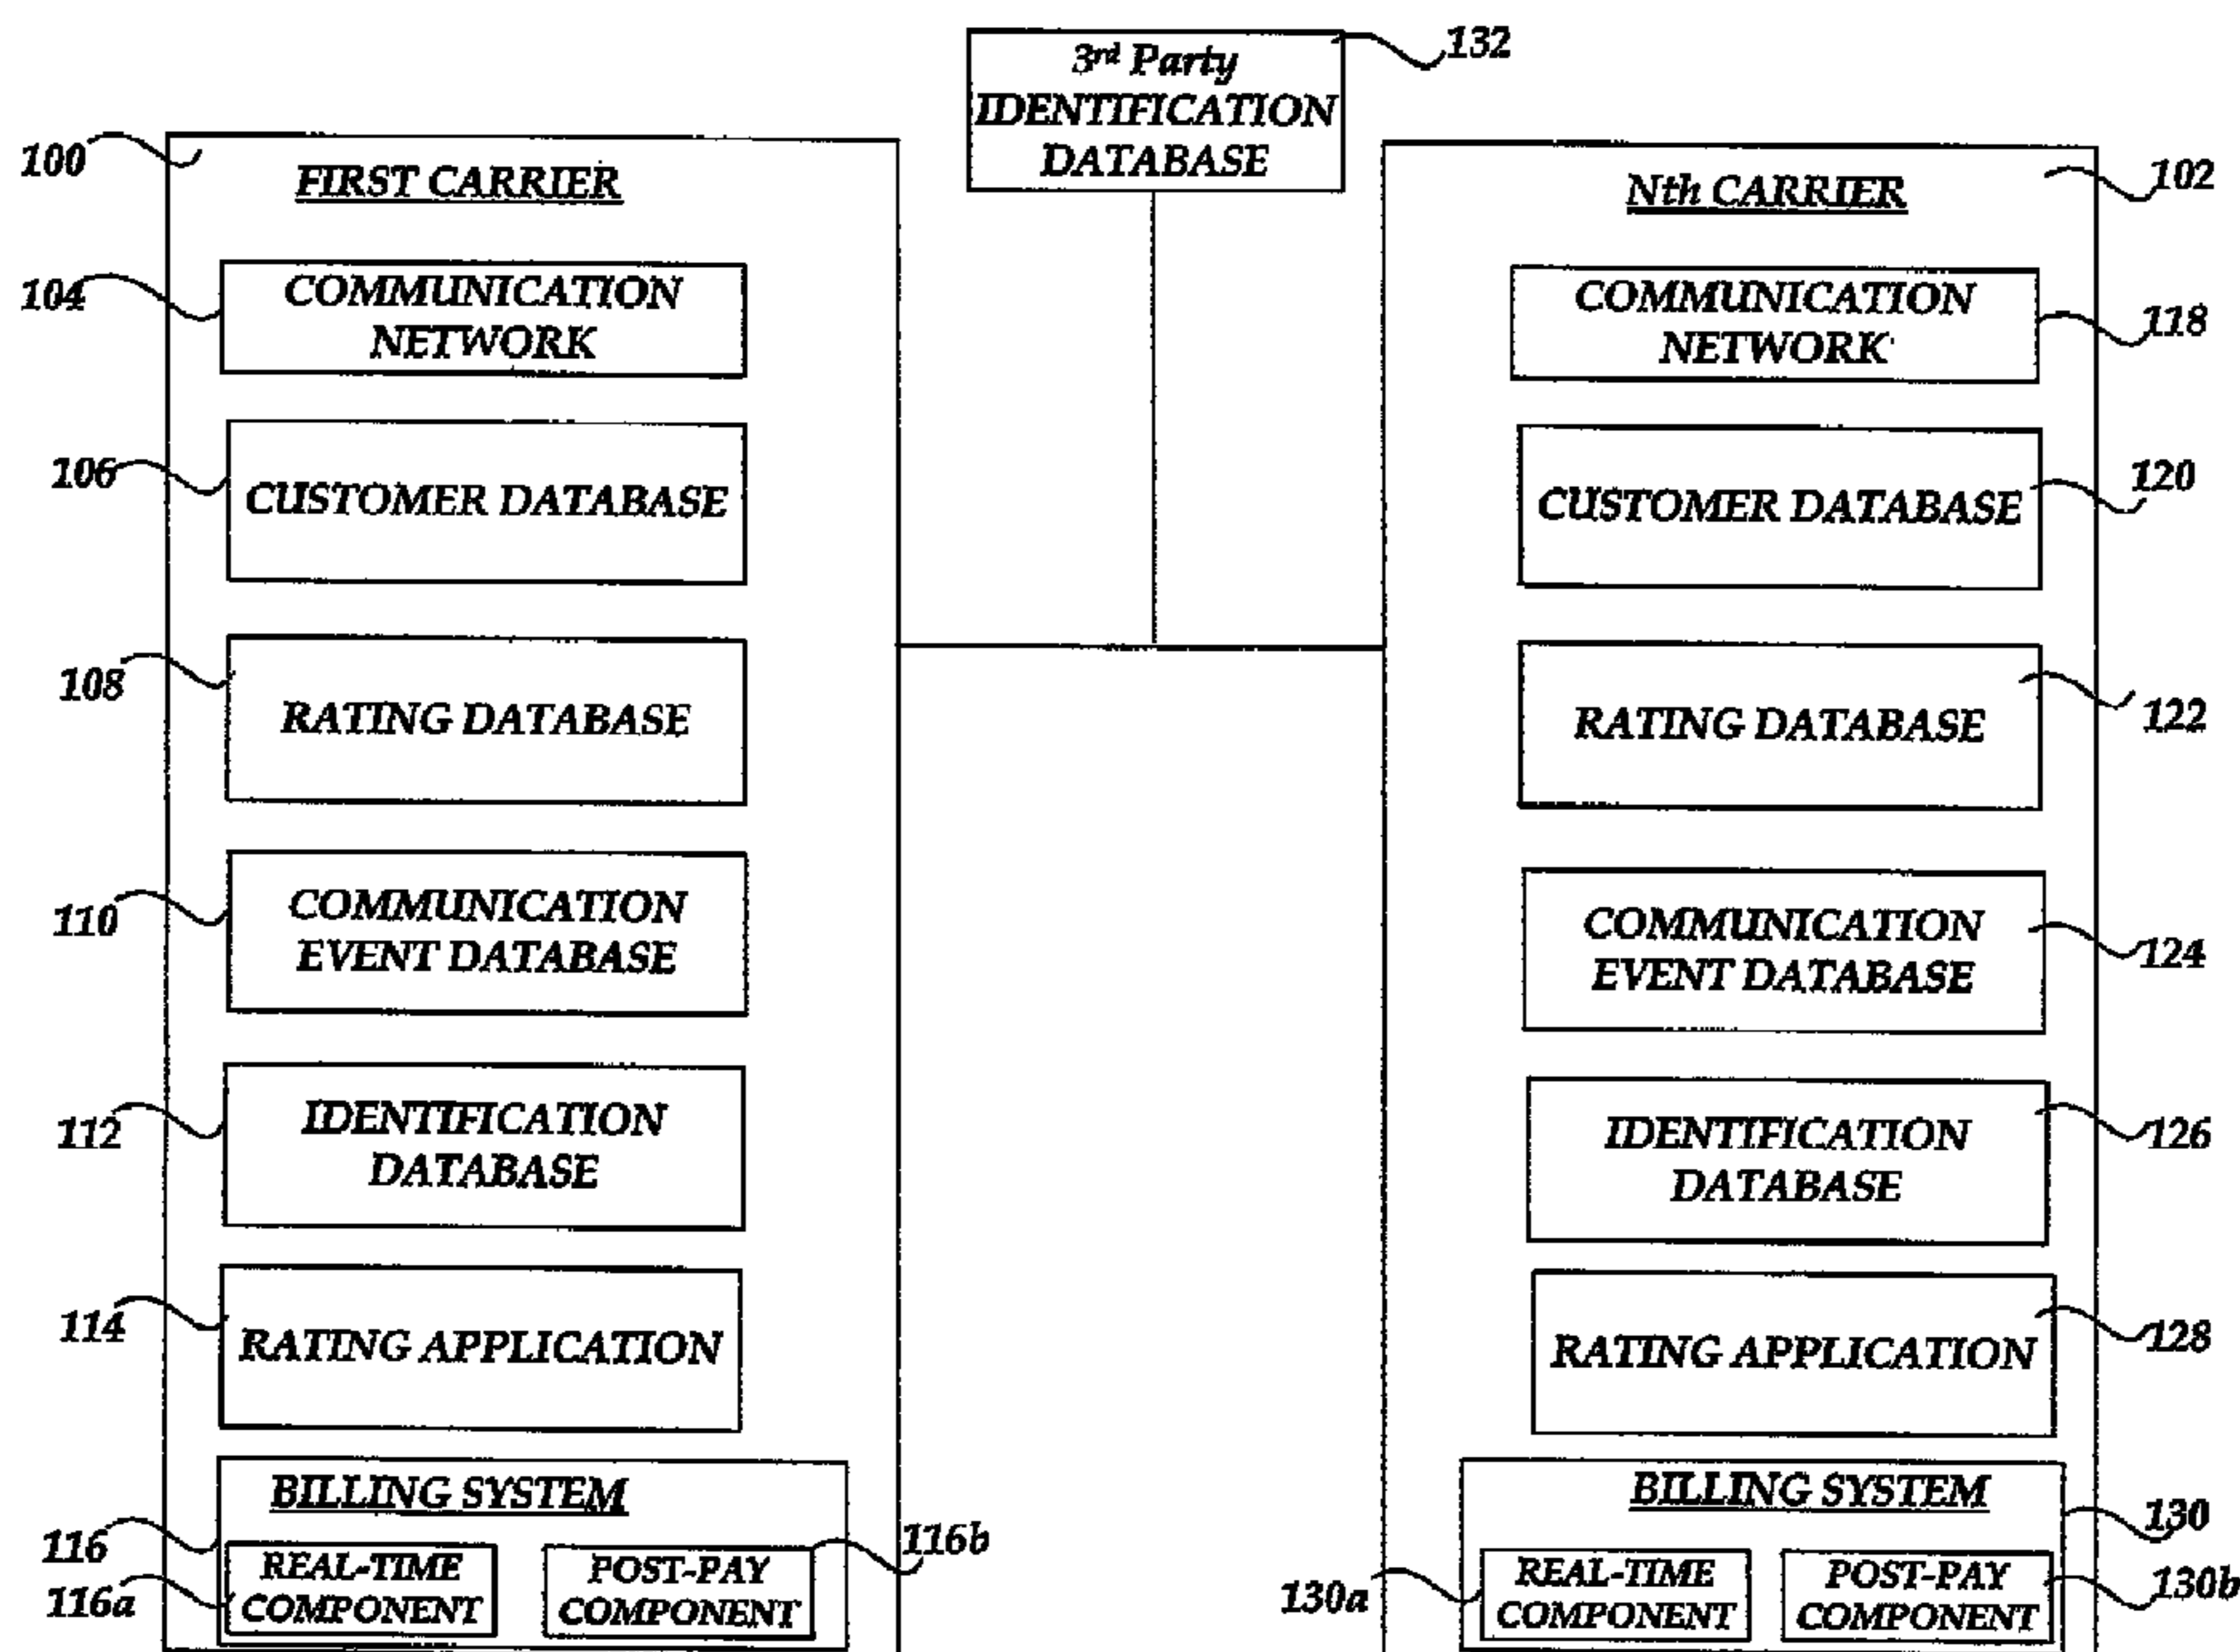 3rd Party
IDENTIFICATION
DATABASE
132
100
FIRST CARRIER
104
COMMUNICATION
NETWORK
106
CUSTOMER DATABASE
108
RATING DATABASE
110
COMMUNICATION
EVENT DATABASE
112
IDENTIFICATION
DATABASE
114
RATING APPLICATION
BILLING SYSTEM
116
116a
REAL-TIME
COMPONENT
POST-PAY
COMPONENT
116b
Nth CARRIER
102
COMMUNICATION
NETWORK
118
CUSTOMER DATABASE
120
RATING DATABASE
122
COMMUNICATION
EVENT DATABASE
124
IDENTIFICATION
DATABASE
126
RATING APPLICATION
128
BILLING SYSTEM
130
130a
REAL-TIME
COMPONENT
POST-PAY
COMPONENT
130b